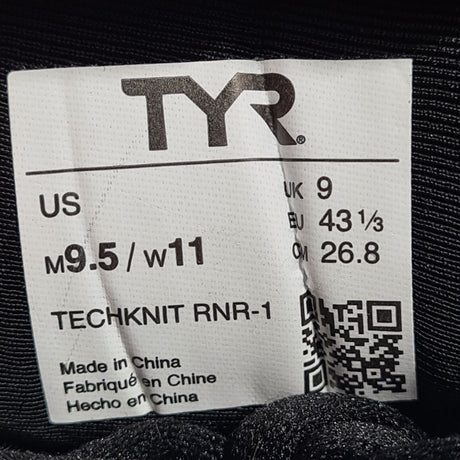 TYR®
US
M9.5 / W11
UK 9
EU 43 1/3
CM 26.8
TECHKNIT RNR-1
Made in China
Fabriqué en Chine
Hecho en China